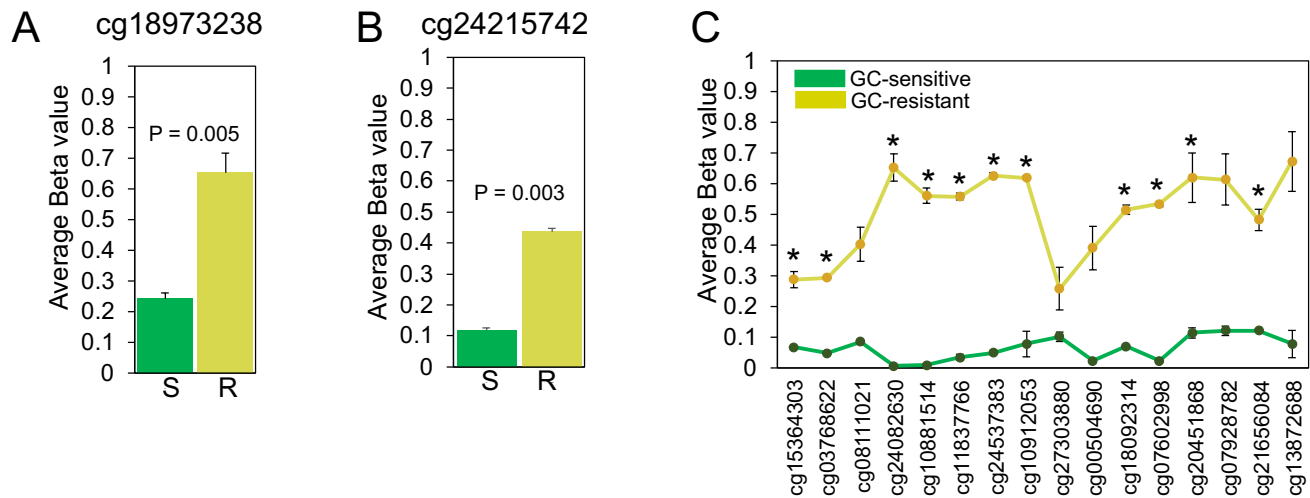 A
cg18973238
Average Beta value
1
0.9
0.8
0.7
0.6
0.5
0.4
0.3
0.2
0.1
0
P = 0.005
S
R
B
cg24215742
Average Beta value
1
0.9
0.8
0.7
0.6
0.5
0.4
0.3
0.2
0.1
0
P = 0.003
S
R
C
Average Beta value
1
0.9
0.8
0.7
0.6
0.5
0.4
0.3
0.2
0.1
0
GC-sensitive
GC-resistant
* * * * * * * * * * *
cg15364303
cg03768622
cg08111021
cg24082630
cg10881514
cg11837766
cg24537383
cg10912053
cg27303880
cg00504690
cg18092314
cg07602998
cg20451868
cg07928782
cg21656084
cg13872688